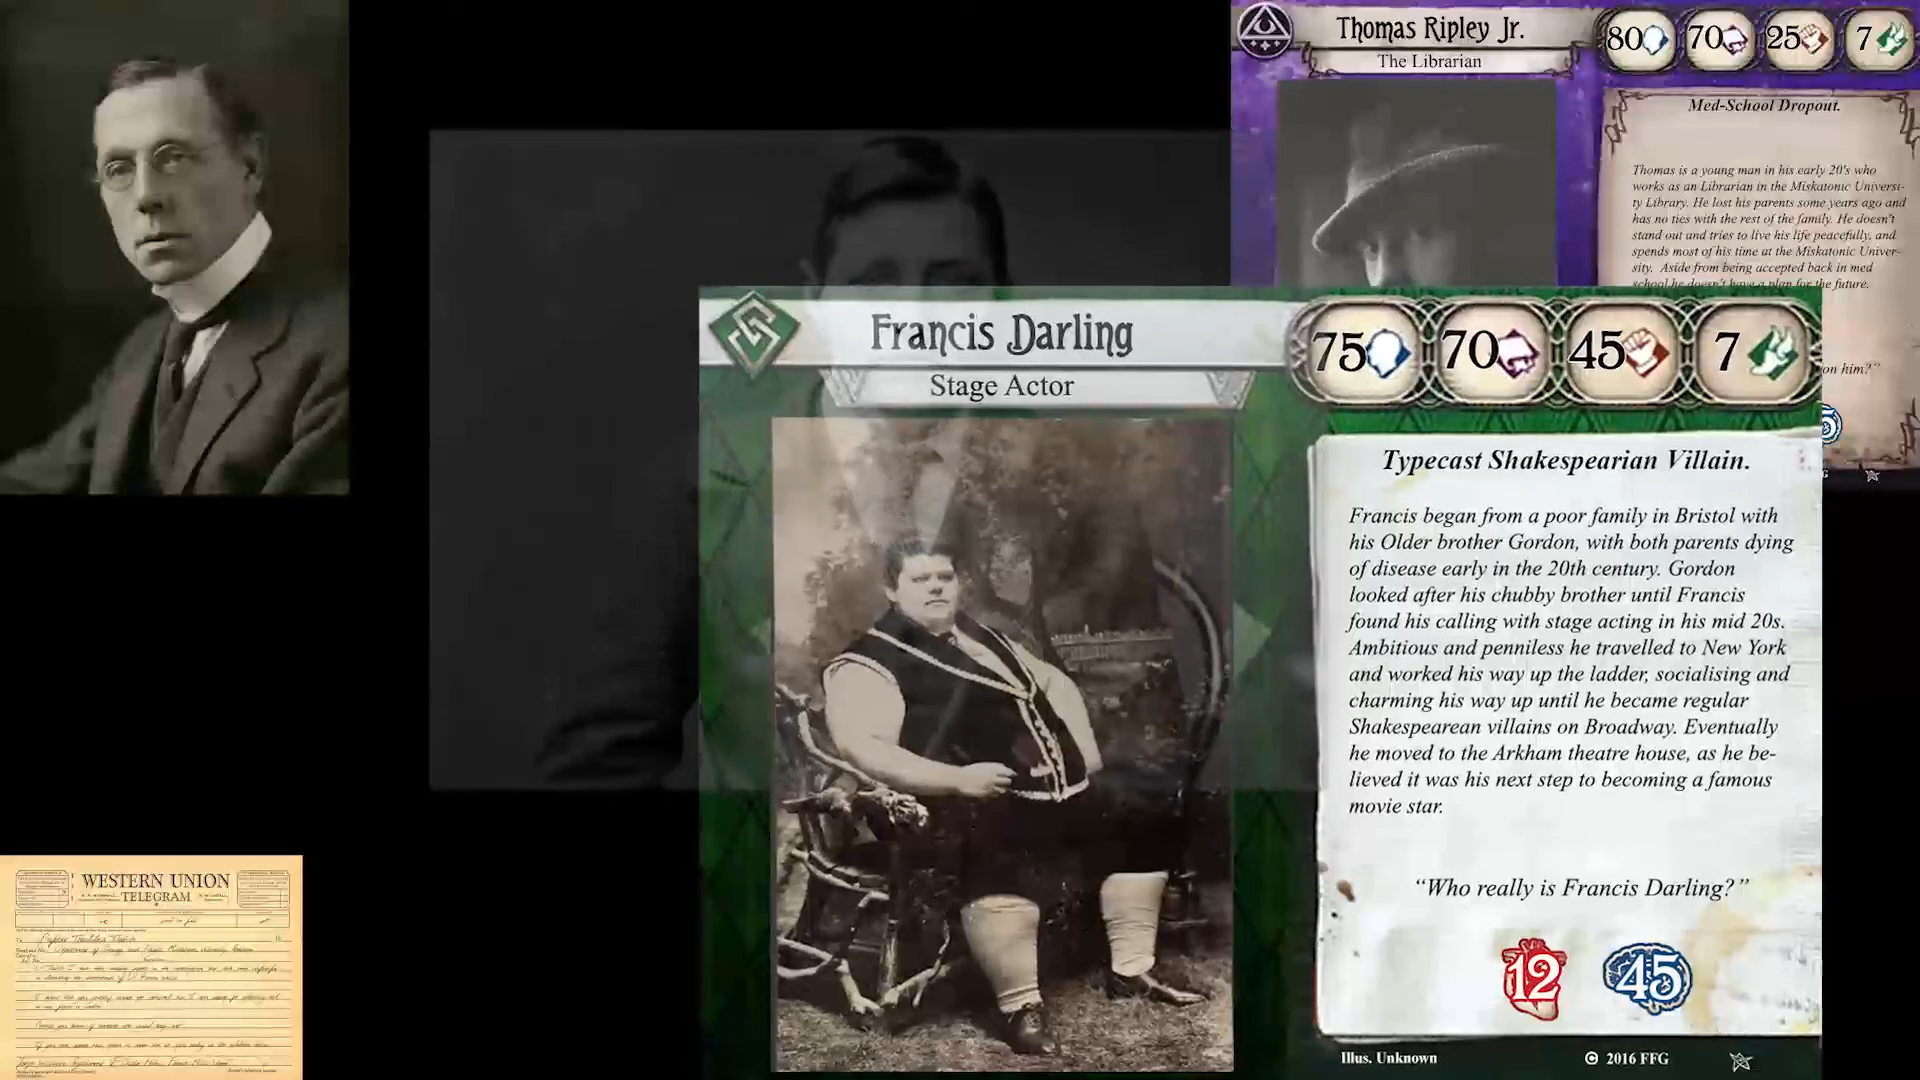 Thomas Ripley Jr.
The Librarian
80 70 25 7
Med-School Dropout.
Thomas is a young man in his early 20's who
works as an Librarian in the Miskatonic Universi-
ty Library. He lost his parents some years ago and
has no ties with the rest of the family. He doesn't
stand out and tries to live his life peacefully, and
spends most of his time at the Miskatonic Univer-
sity. Aside from being accepted back in med
school he doesn't have a plan for the future.
on him?"
Francis Darling
Stage Actor
75 70 45 7
Typecast Shakespearian Villain.
Francis began from a poor family in Bristol with
his Older brother Gordon, with both parents dying
of disease early in the 20th century. Gordon
looked after his chubby brother until Francis
found his calling with stage acting in his mid 20s.
Ambitious and penniless he travelled to New York
and worked his way up the ladder, socialising and
charming his way up until he became regular
Shakespearean villains on Broadway. Eventually
he moved to the Arkham theatre house, as he be-
lieved it was his next step to becoming a famous
movie star.
"Who really is Francis Darling?"
12 45
Illus. Unknown
© 2016 FFG
WESTERN UNION
TELEGRAM